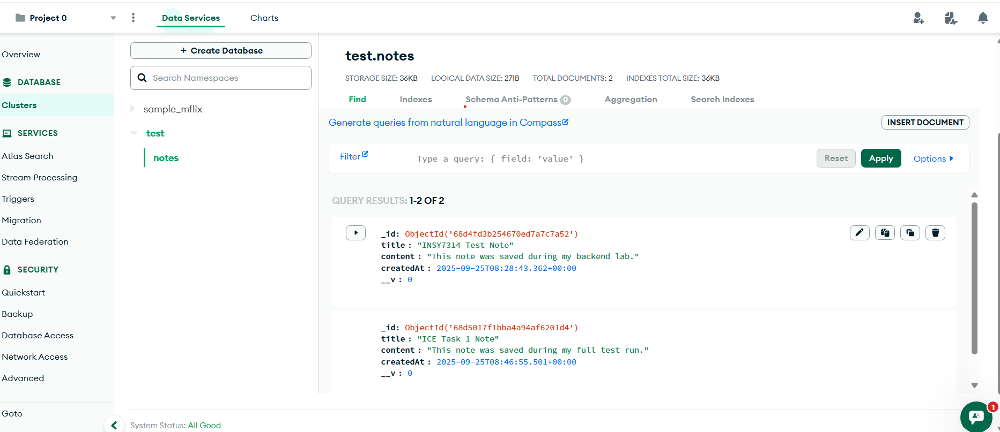 Project 0
Data Services
Charts
Overview
DATABASE
Clusters
SERVICES
Atlas Search
Stream Processing
Triggers
Migration
Data Federation
SECURITY
Quickstart
Backup
Database Access
Network Access
Advanced
Goto
+ Create Database
Search Namespaces
sample_mflix
test
notes
test.notes
STORAGE SIZE: 36KB LOGICAL DATA SIZE: 271B TOTAL DOCUMENTS: 2 INDEXES TOTAL SIZE: 36KB
Find Indexes Schema Anti-Patterns 0 Aggregation Search Indexes
Generate queries from natural language in Compass
INSERT DOCUMENT
Filter Type a query: { field: 'value' } Reset Apply Options
QUERY RESULTS: 1-2 OF 2
_id: ObjectId('68d4fd3b254670ed7a7c7a52')
title : "INSY7314 Test Note"
content : "This note was saved during my backend lab."
createdAt : 2025-09-25T08:28:43.362+00:00
__v : 0
_id: ObjectId('68d5017f1bba4a94af6201d4')
title : "ICE Task 1 Note"
content : "This note was saved during my full test run."
createdAt : 2025-09-25T08:46:55.501+00:00
__v : 0
System Status: All Good
1